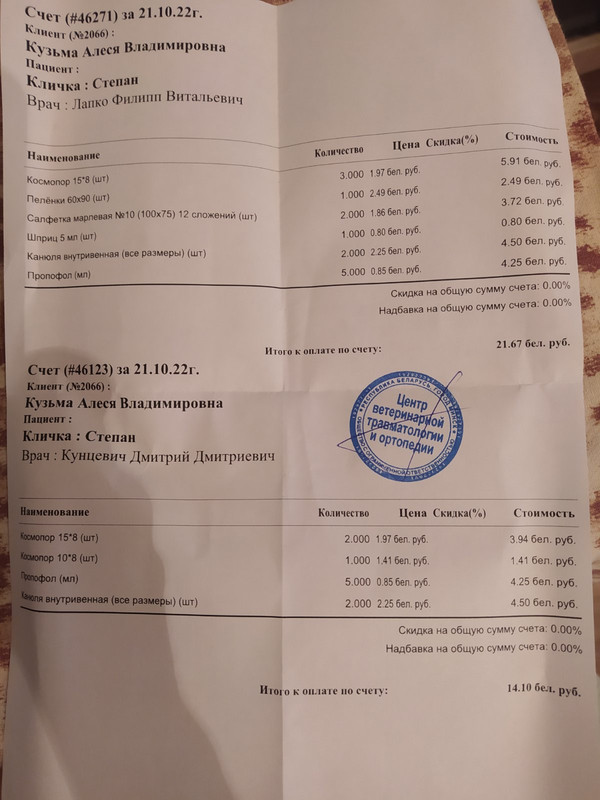 Счет (#46271) за 21.10.22г.
Клиент (№2066) :
Кузьма Алеся Владимировна
Пациент :
Кличка : Степан
Врач : Лапко Филипп Витальевич
Наименование Количество Цена Скидка(%) Стоимость
Космопор 15*8 (шт) 3.000 1.97 бел. руб. 5.91 бел. руб.
Пелёнки 60х90 (шт) 1.000 2.49 бел. руб. 2.49 бел. руб.
Салфетка марлевая №10 (100х75) 12 сложений (шт) 2.000 1.86 бел. руб. 3.72 бел. руб.
Шприц 5 мл (шт) 1.000 0.80 бел. руб. 0.80 бел. руб.
Канюля внутривенная (все размеры) (шт) 2.000 2.25 бел. руб. 4.50 бел. руб.
Пропофол (мл) 5.000 0.85 бел. руб. 4.25 бел. руб.
Скидка на общую сумму счета: 0.00%
Надбавка на общую сумму счета: 0.00%
Итого к оплате по счету: 21.67 бел. руб.
Счет (#46123) за 21.10.22г.
Клиент (№2066) :
Кузьма Алеся Владимировна
Пациент :
Кличка : Степан
Врач : Кунцевич Дмитрий Дмитриевич
РЕСПУБЛИКА БЕЛАРУСЬ
Центр
ветеринарной
травматологии
и ортопедии
Наименование Количество Цена Скидка(%) Стоимость
Космопор 15*8 (шт) 2.000 1.97 бел. руб. 3.94 бел. руб.
Космопор 10*8 (шт) 1.000 1.41 бел. руб. 1.41 бел. руб.
Пропофол (мл) 5.000 0.85 бел. руб. 4.25 бел. руб.
Канюля внутривенная (все размеры) (шт) 2.000 2.25 бел. руб. 4.50 бел. руб.
Скидка на общую сумму счета: 0.00%
Надбавка на общую сумму счета: 0.00%
Итого к оплате по счету: 14.10 бел. руб.